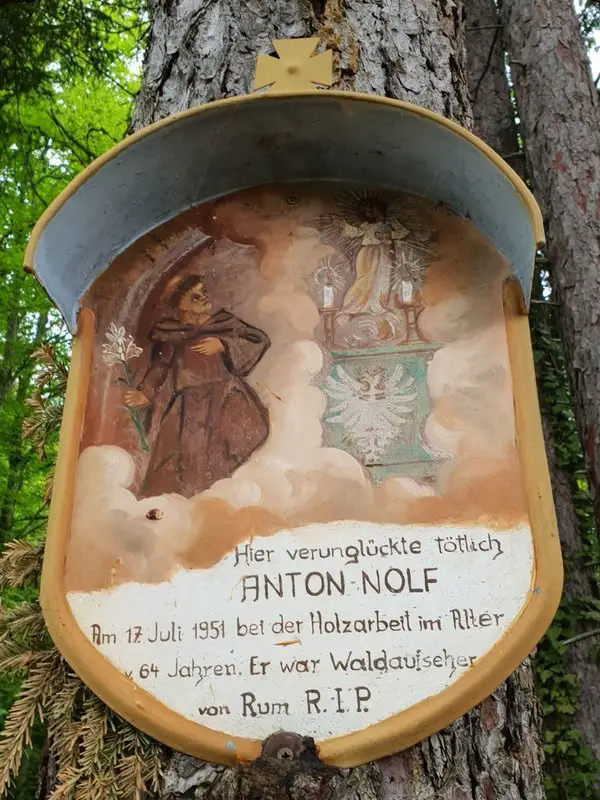 Hier verunglückte tötlich
ANTON NOLF
Am 17 Juli 1951 bei der Holzarbeit im Alter
v. 64 Jahren. Er war Waldaufseher
von Rum R.I.P.